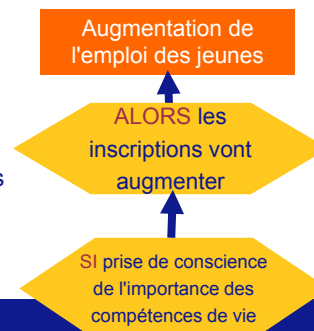 Augmentation de
l'emploi des jeunes
ALORS les
inscriptions vont
augmenter
s
SI prise de conscience
de l'importance des
compétences de vie